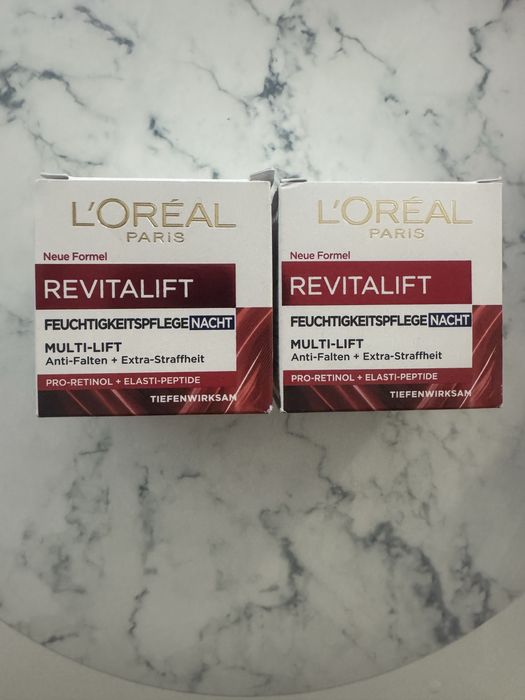 L'ORÉAL
PARIS
Neue Formel
REVITALIFT
FEUCHTIGKEITSPFLEGE NACHT
MULTI-LIFT
Anti-Falten + Extra-Straffheit
PRO-RETINOL + ELASTI-PEPTIDE
TIEFENWIRKSAM
L'ORÉAL
PARIS
Neue Formel
REVITALIFT
FEUCHTIGKEITSPFLEGE NACHT
MULTI-LIFT
Anti-Falten + Extra-Straffheit
PRO-RETINOL + ELASTI-PEPTIDE
TIEFENWIRKSAM